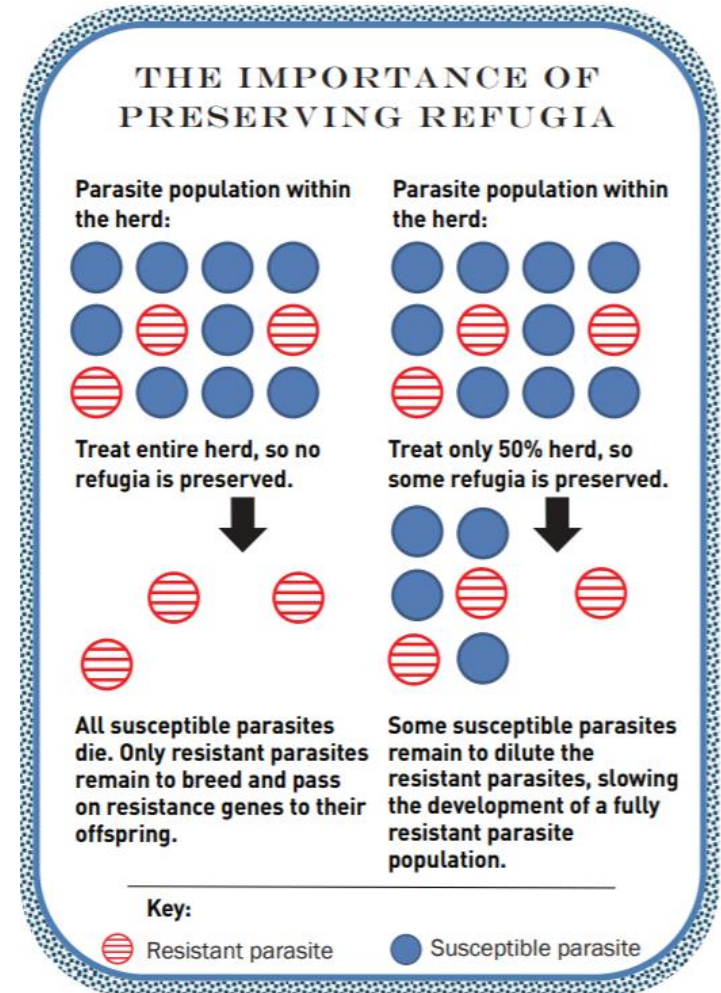 THE IMPORTANCE OF
PRESERVING REFUGIA
Parasite population within
the herd:
Treat entire herd, so no
refugia is preserved.
All susceptible parasites
die. Only resistant parasites
remain to breed and pass
on resistance genes to their
offspring.
Parasite population within
the herd:
Treat only 50% herd, so
some refugia is preserved.
Some susceptible parasites
remain to dilute the
resistant parasites, slowing
the development of a fully
resistant parasite
population.
Key:
Resistant parasite
Susceptible parasite